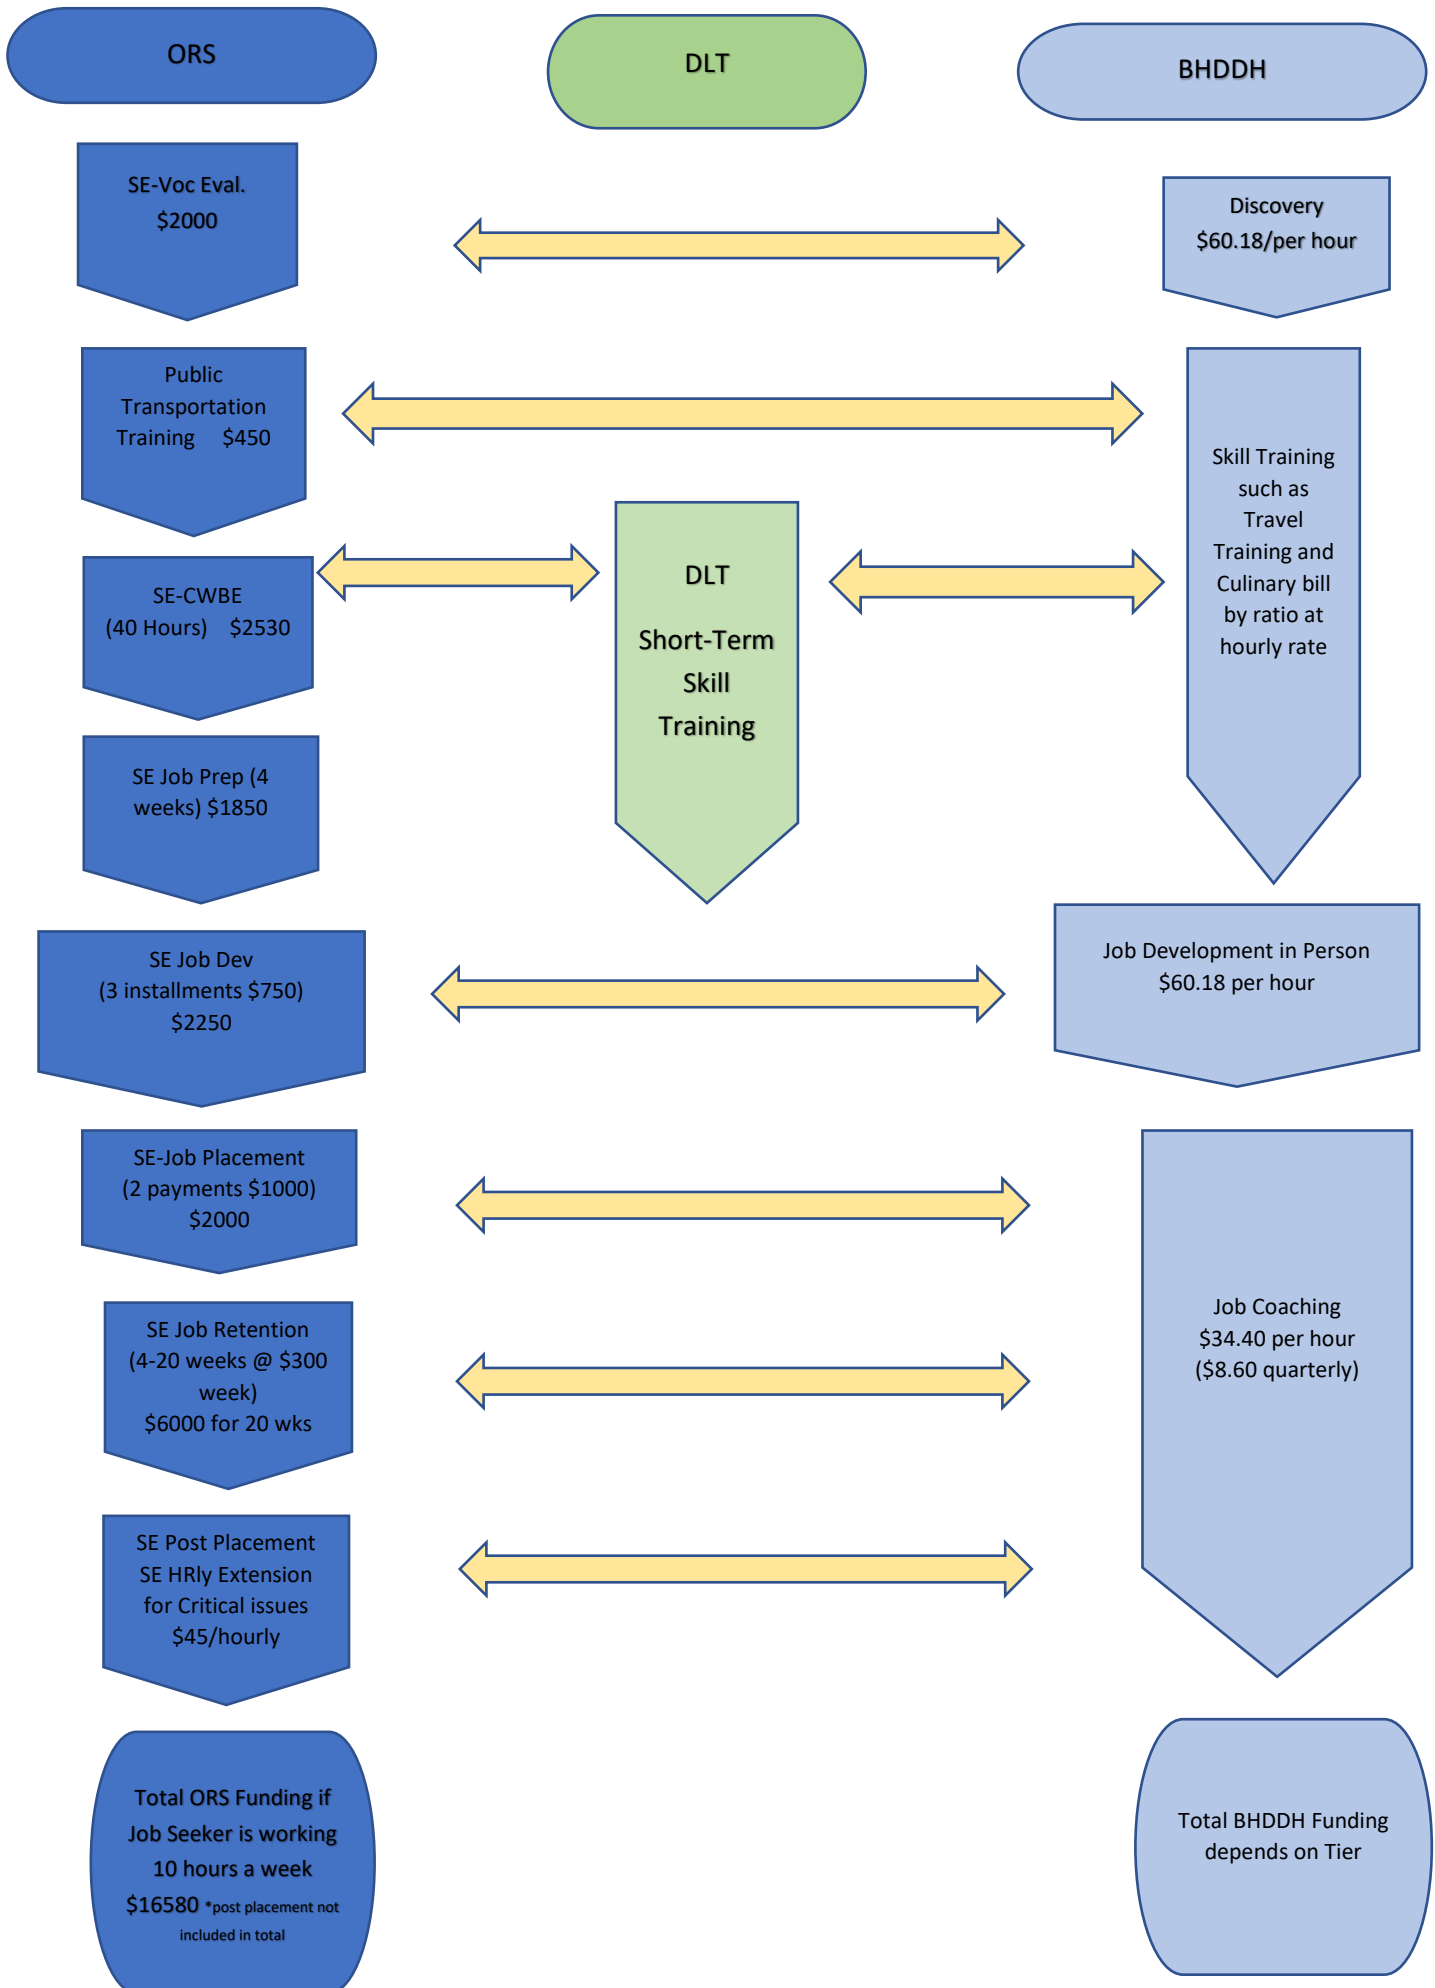 ORS
DLT
BHDDH
SE-Voc Eval.
$2000
Discovery
$60.18/per hour
Public
Transportation
Training $450
Skill Training
such as
Travel
Training and
Culinary bill
by ratio at
hourly rate
SE-CWBE
(40 Hours) $2530
DLT
Short-Term
Skill
Training
SE Job Prep (4
weeks) $1850
SE Job Dev
(3 installments $750)
$2250
Job Development in Person
$60.18 per hour
SE-Job Placement
(2 payments $1000)
$2000
SE Job Retention
(4-20 weeks @ $300
week)
$6000 for 20 wks
Job Coaching
$34.40 per hour
($8.60 quarterly)
SE Post Placement
SE HRly Extension
for Critical issues
$45/hourly
Total ORS Funding if
Job Seeker is working
10 hours a week
$16580 *post placement not
included in total
Total BHDDH Funding
depends on Tier